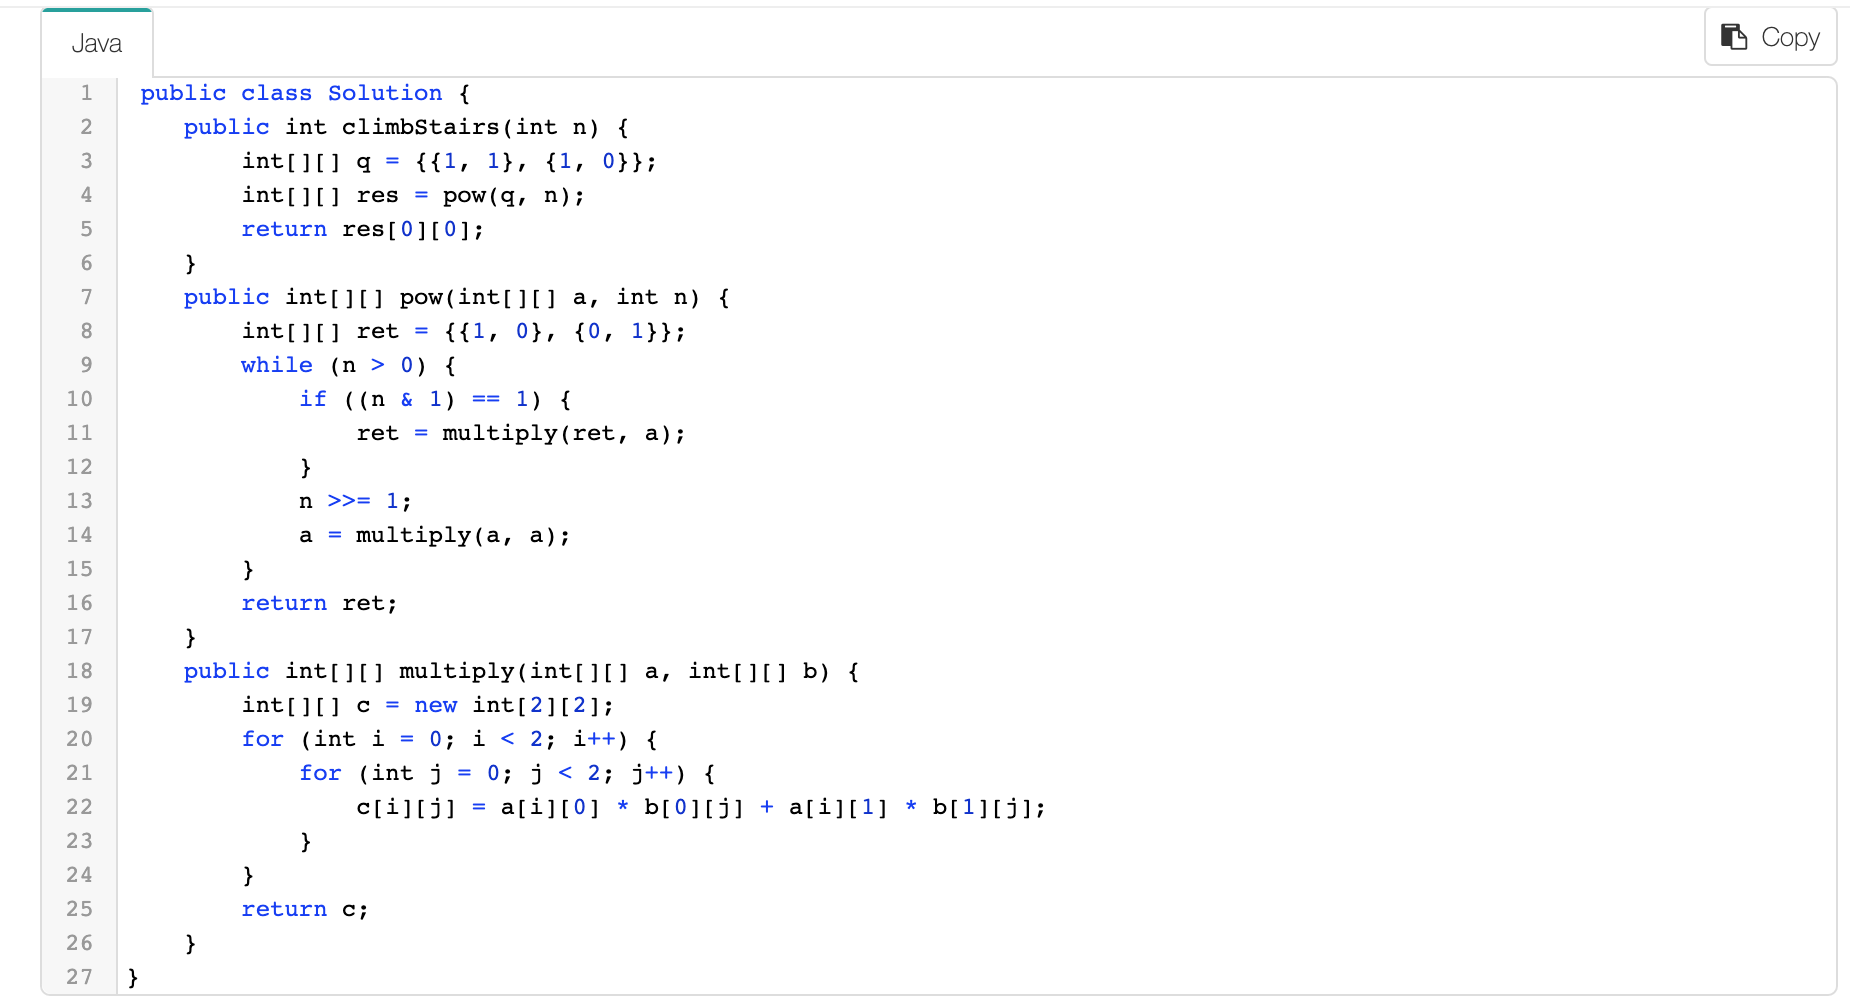 Java
Copy
1 public class Solution {
2 public int climbStairs(int n) {
3 int[][] q = {{1, 1}, {1, 0}};
4 int[][] res = pow(q, n);
5 return res[0][0];
6 }
7 public int[][] pow(int[][] a, int n) {
8 int[][] ret = {{1, 0}, {0, 1}};
9 while (n > 0) {
10 if ((n & 1) == 1) {
11 ret = multiply(ret, a);
12 }
13 n >>= 1;
14 a = multiply(a, a);
15 }
16 return ret;
17 }
18 public int[][] multiply(int[][] a, int[][] b) {
19 int[][] c = new int[2][2];
20 for (int i = 0; i < 2; i++) {
21 for (int j = 0; j < 2; j++) {
22 c[i][j] = a[i][0] * b[0][j] + a[i][1] * b[1][j];
23 }
24 }
25 return c;
26 }
27 }